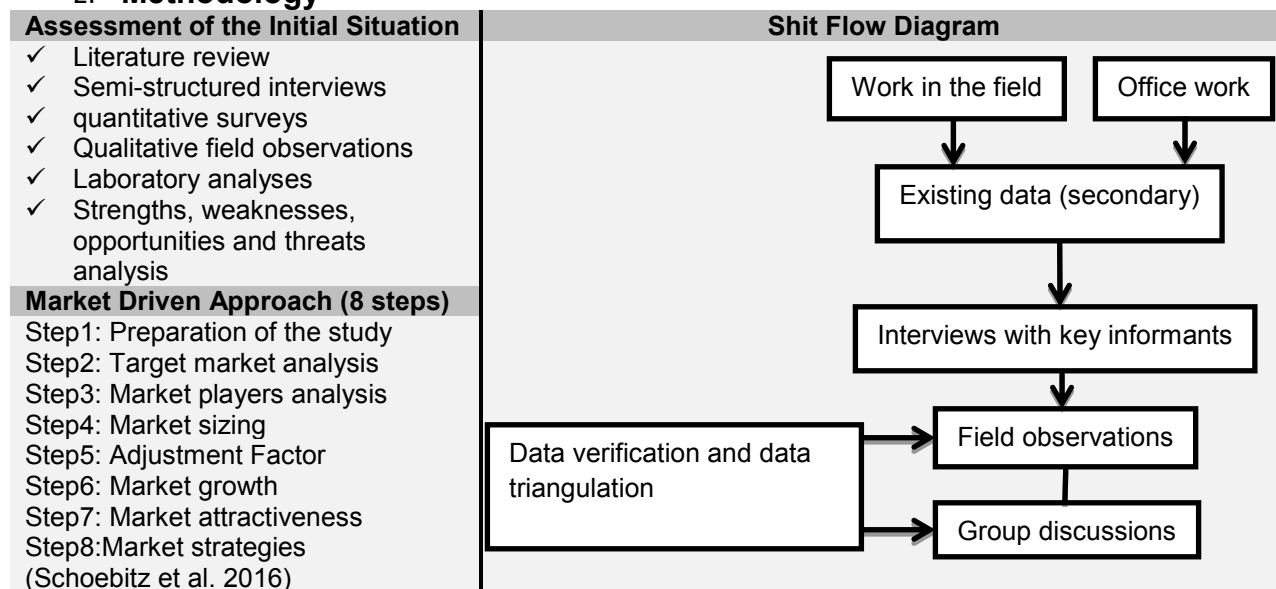 Methodology
Assessment of the Initial Situation
✓ Literature review
✓ Semi-structured interviews
✓ quantitative surveys
✓ Qualitative field observations
✓ Laboratory analyses
✓ Strengths, weaknesses,
opportunities and threats
analysis
Market Driven Approach (8 steps)
Step1: Preparation of the study
Step2: Target market analysis
Step3: Market players analysis
Step4: Market sizing
Step5: Adjustment Factor
Step6: Market growth
Step7: Market attractiveness
Step8:Market strategies
(Schoebitz et al. 2016)
Shit Flow Diagram
Work in the field
Office work
Existing data (secondary)
Interviews with key informants
Data verification and data
triangulation
Field observations
Group discussions